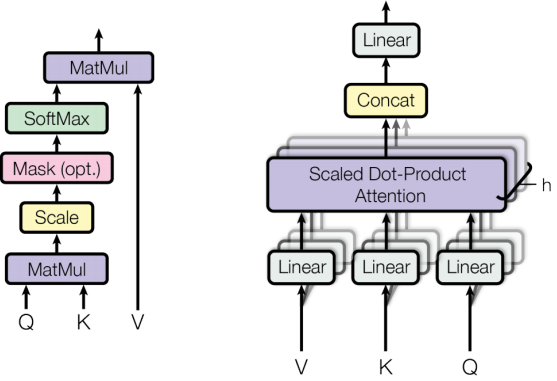 MatMul
SoftMax
Mask (opt.)
Scale
MatMul
Q K V
Linear
Concat
Scaled Dot-Product
Attention
h
Linear Linear Linear
V K Q